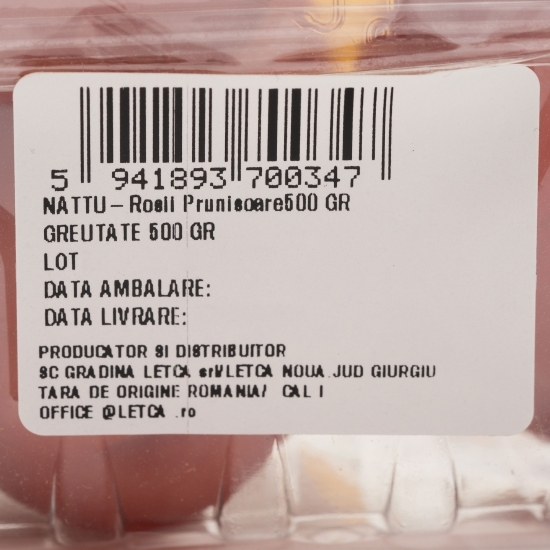 5 941893 700347
NATTU - Rosii Prunisoare500 GR
GREUTATE 500 GR
LOT
DATA AMBALARE:
DATA LIVRARE:
PRODUCATOR SI DISTRIBUITOR
SC GRADINA LETCA srl/LETCA NOUA JUD GIURGIU
TARA DE ORIGINE ROMANIA/ CAL I
OFFICE @LETCA .ro